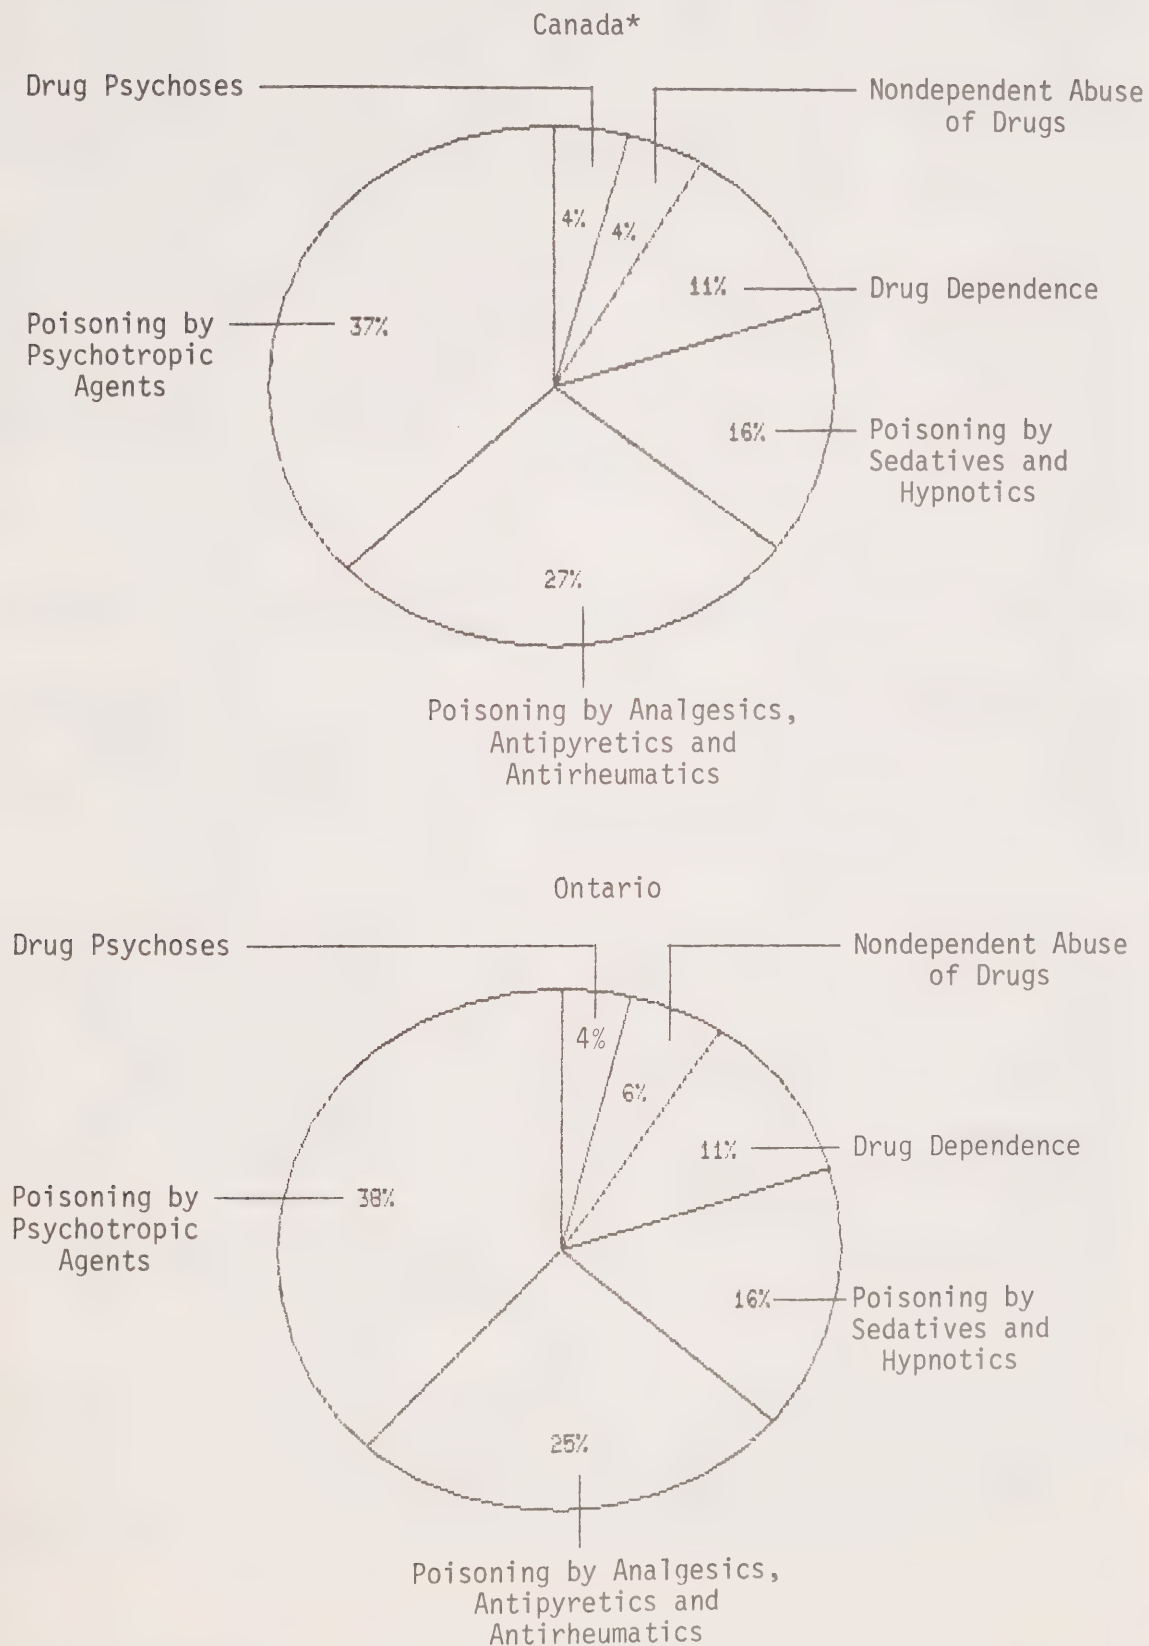 Canada*
Drug Psychoses
Nondependent Abuse
of Drugs
4%
4%
11%
Drug Dependence
Poisoning by
Psychotropic
Agents
37%
16%
Poisoning by
Sedatives and
Hypnotics
27%
Poisoning by Analgesics,
Antipyretics and
Antirheumatics
Ontario
Drug Psychoses
Nondependent Abuse
of Drugs
4%
6%
11%
Drug Dependence
Poisoning by
Psychotropic
Agents
38%
16%
Poisoning by
Sedatives and
Hypnotics
25%
Poisoning by Analgesics,
Antipyretics and
Antirheumatics